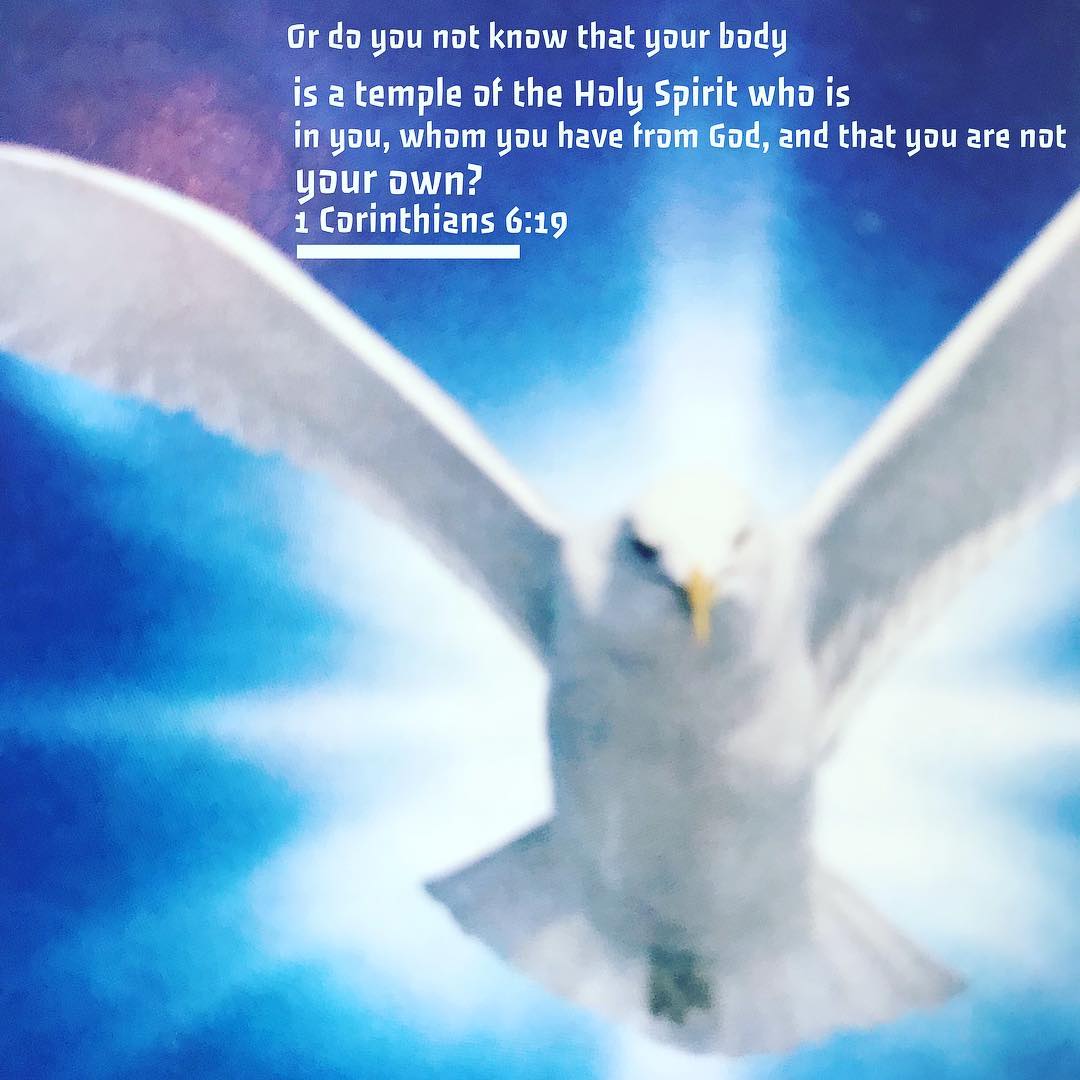 Or do you not know that your body
is a temple of the Holy Spirit who is
in you, whom you have from God, and that you are not
your own?
1 Corinthians 6:19